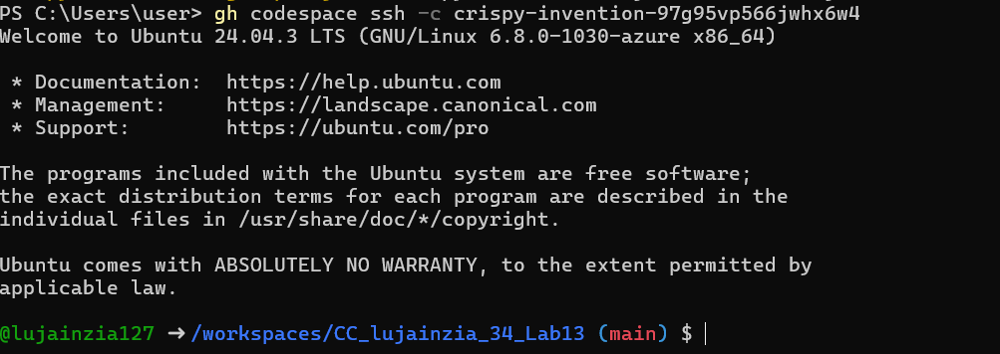 PS C:\Users\user> gh codespace ssh -c crispy-invention-97g95vp566jwhx6w4
Welcome to Ubuntu 24.04.3 LTS (GNU/Linux 6.8.0-1030-azure x86_64)
* Documentation:  https://help.ubuntu.com
* Management:     https://landscape.canonical.com
* Support:        https://ubuntu.com/pro
The programs included with the Ubuntu system are free software;
the exact distribution terms for each program are described in the
individual files in /usr/share/doc/*/copyright.
Ubuntu comes with ABSOLUTELY NO WARRANTY, to the extent permitted by
applicable law.
@lujainzia127 ➜ /workspaces/CC_lujainzia_34_Lab13 (main) $